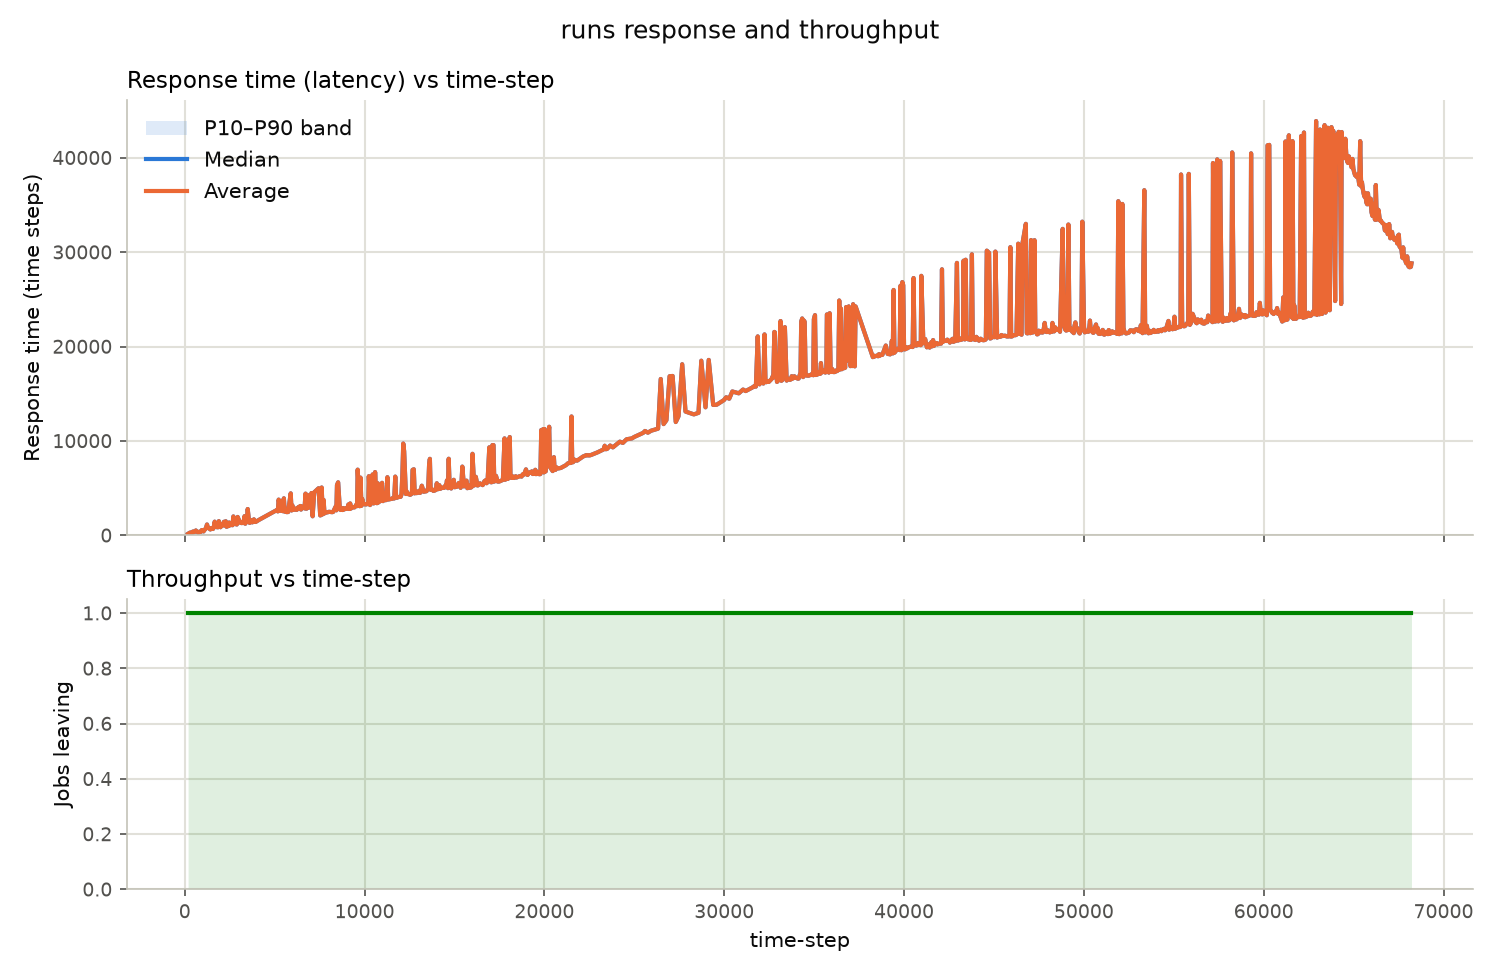 runs response and throughput
Response time (latency) vs time-step
P10–P90 band
Median
Average
Response time (time steps)
40000
30000
20000
10000
0
Throughput vs time-step
Jobs leaving
1.0
0.8
0.6
0.4
0.2
0.0
0 10000 20000 30000 40000 50000 60000 70000
time-step